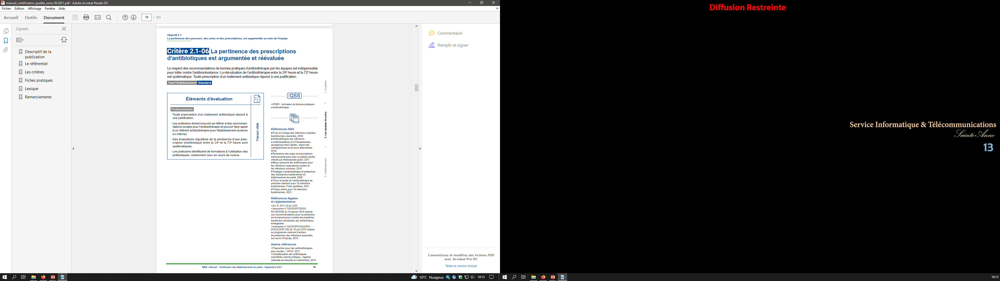 manuel_certification_qualite_soins 09.2021.pdf - Adobe Acrobat Reader DC
Fichier Edition Affichage Fenêtre Aide
Accueil Outils Document 79 / 325
Signets
Descriptif de la
publication
Le référentiel
Les critères
Fiches pratiques
Lexique
Remerciements
Objectif 2.1
La pertinence des parcours, des actes et des prescriptions, est argumentée au sein de l'équipe
Critère 2.1-06 La pertinence des prescriptions
d'antibiotiques est argumentée et réévaluée
Le respect des recommandations de bonnes pratiques d'antibiothérapie par les équipes est indispensable
pour lutter contre l'antibiorésistance. La réévaluation de l'antibiothérapie entre la 24e heure et la 72e heure
est systématique. Toute prescription d'un traitement antibiotique répond à une justification.
Tout l'établissement Standard
Éléments d'évaluation
Professionnels
• Toute prescription d'un traitement antibiotique répond à
une justification.
• Les praticiens doivent pouvoir se référer à des recomman-
dations locales pour l'antibiothérapie et pouvoir faire appel
à un référent antibiothérapie pour l'établissement (externe
ou interne).
• Des évaluations régulières de la pertinence d'une pres-
cription d'antibiotique entre la 24e et la 72e heure sont
systématiques.
• Les praticiens bénéficient de formations à l'utilisation des
antibiotiques, notamment ceux en cours de cursus.
Traceur ciblé
IQSS
• ATBIR : indicateur de bonnes pratiques
d'antibiothérapie.
Références HAS
Prise en charge des infections cutanées
bactériennes courantes, 2019.
Antibiothérapie des infections
à entérobactéries et à Pseudomonas
aeruginosa chez l'adulte : place des
carbapénèmes et de leurs alternatives,
2019.
Pertinence des actes et prescriptions
médicamenteuses chez un patient adulte
infecté par Helicobacter pylori, 2017.
Mieux prescrire les antibiotiques pour
les infections respiratoires hautes et
les infections urinaires, 2016.
Stratégie d'antibiothérapie et prévention
des résistances bactériennes en
établissement de santé, 2008.
Choix et durée de l'antibiothérapie de
première intention pour 19 infections
bactériennes, Fiche synthèse, 2021.
Fiches mémo pour 19 infections
bactériennes, 2021.
Références légales
et réglementaires
• Art. R. 6111-10 du CSP.
• Instruction n° DGOS/PF2/DGS/
RI1/2014/08 du 14 janvier 2014 relative
aux recommandations pour la prévention
de la transmission croisée des bactéries
hautement résistantes aux antibiotiques
émergentes.
• Instruction n° DGOS/PF2/DGS/RI1/
DGCS/2015/ 202 du 15 juin 2015 relative
au programme national d'actions
de prévention des infections associées
aux soins (Propias), 2015.
Autres références
• Proposition pour des antibiothérapies
plus courtes – SPILF, 2017.
• Caractérisation des antibiotiques
considérés comme critiques – Agence
nationale de sécurité du médicament, 2013.
1. Le patient
2. Les équipes de soins
3. L'établissement
HAS • Manuel : Certification des établissements de santé • Septembre 2021 79
Commentaire
Remplir et signer
Convertissez et modifiez des fichiers PDF
avec Acrobat Pro DC
Tester la version d'essai
10°C Nuageux 10:15
Diffusion Restreinte
Service Informatique & Télécommunications
Sainte Anne
13
10:15